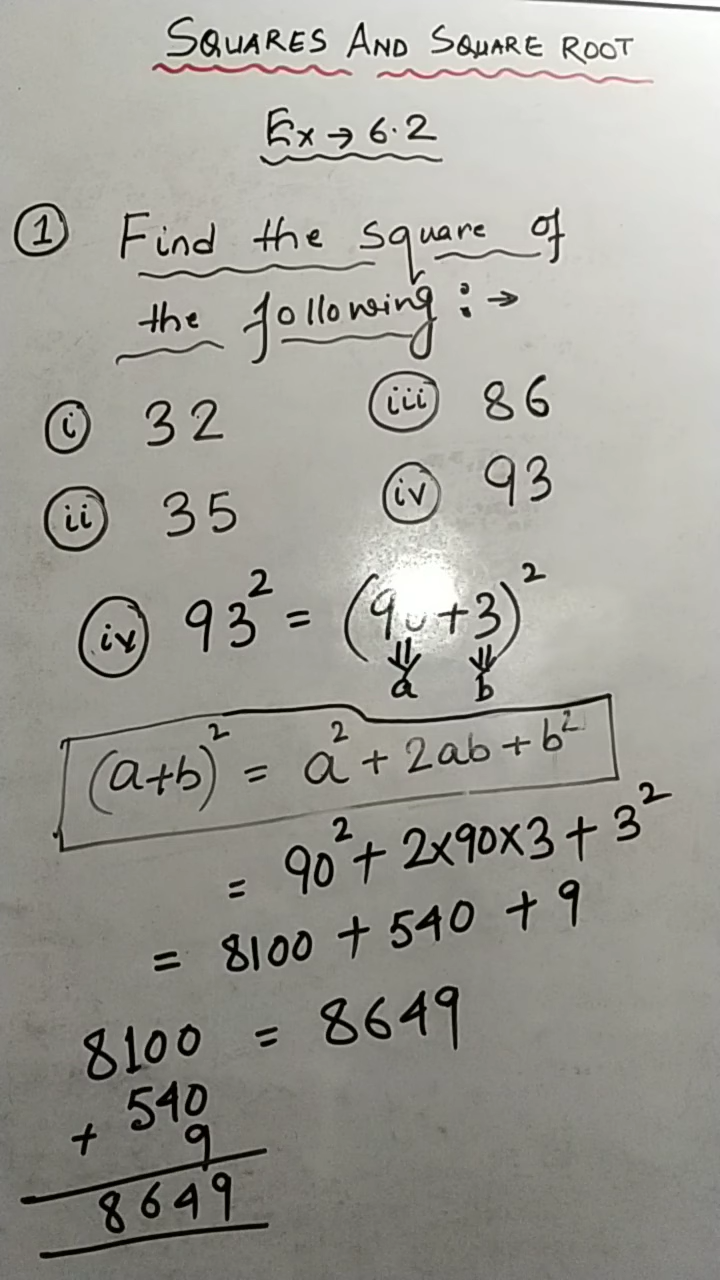 SQUARES AND SQUARE ROOT
Ex → 6.2
① Find the square of
the following : →
(i) 32
(iii) 86
(ii) 35
(iv) 93
(iv) 93² = (90+3)²
a b
(a+b)² = a² + 2ab + b²
= 90² + 2×90×3 + 3²
= 8100 + 540 + 9
= 8649
8100
540
+ 9
8649